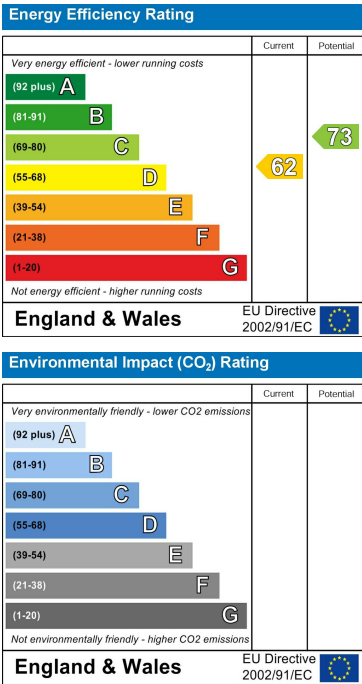 Energy Efficiency Rating
Current Potential
Very energy efficient - lower running costs
(92 plus) A
(81-91) B
(69-80) C
(55-68) D
(39-54) E
(21-38) F
(1-20) G
62
73
Not energy efficient - higher running costs
England & Wales
EU Directive
2002/91/EC
Environmental Impact (CO₂) Rating
Current Potential
Very environmentally friendly - lower CO2 emissions
(92 plus) A
(81-91) B
(69-80) C
(55-68) D
(39-54) E
(21-38) F
(1-20) G
Not environmentally friendly - higher CO2 emissions
England & Wales
EU Directive
2002/91/EC